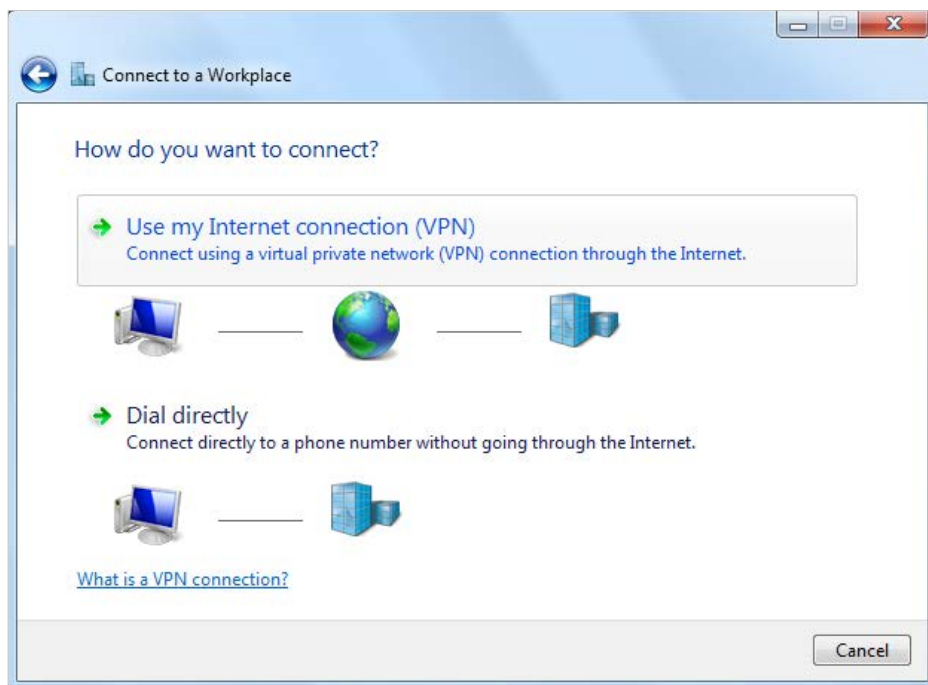 Connect to a Workplace
How do you want to connect?
Use my Internet connection (VPN)
Connect using a virtual private network (VPN) connection through the Internet.
Dial directly
Connect directly to a phone number without going through the Internet.
What is a VPN connection?
Cancel